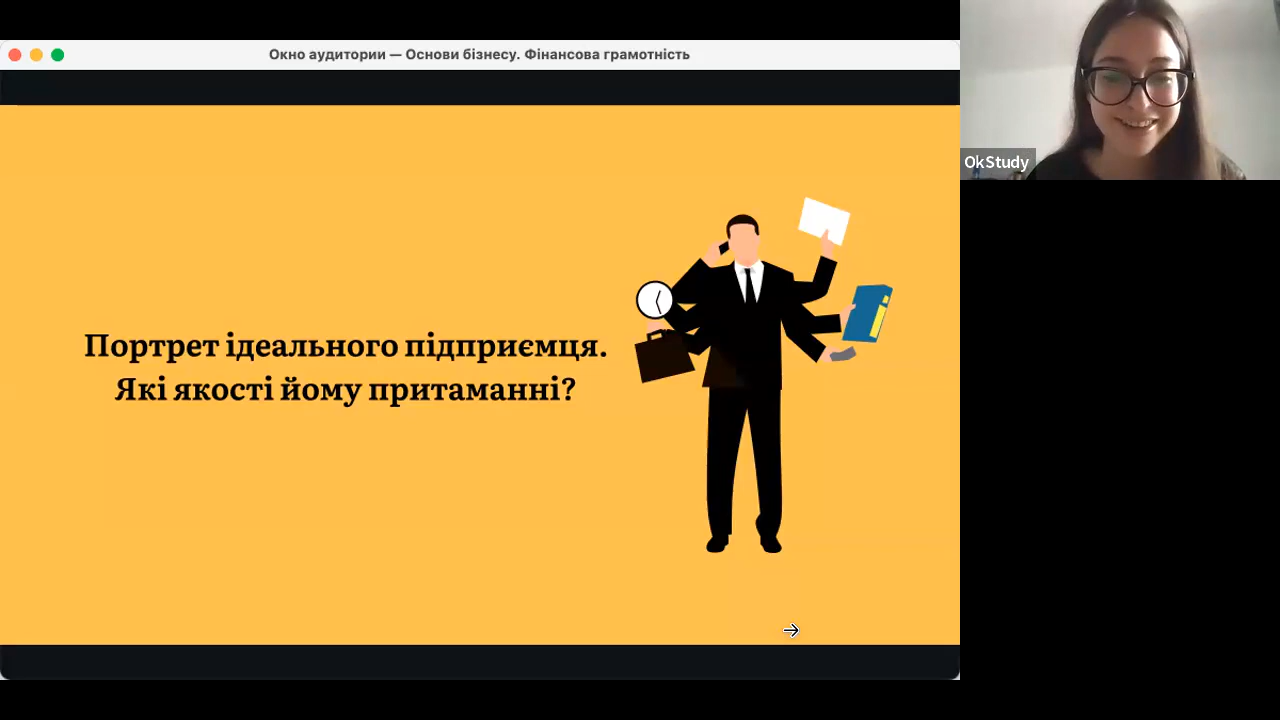 Окно аудитории — Основи бізнесу. Фінансова грамотність
OkStudy
Портрет ідеального підприємця.
Які якості йому притаманні?